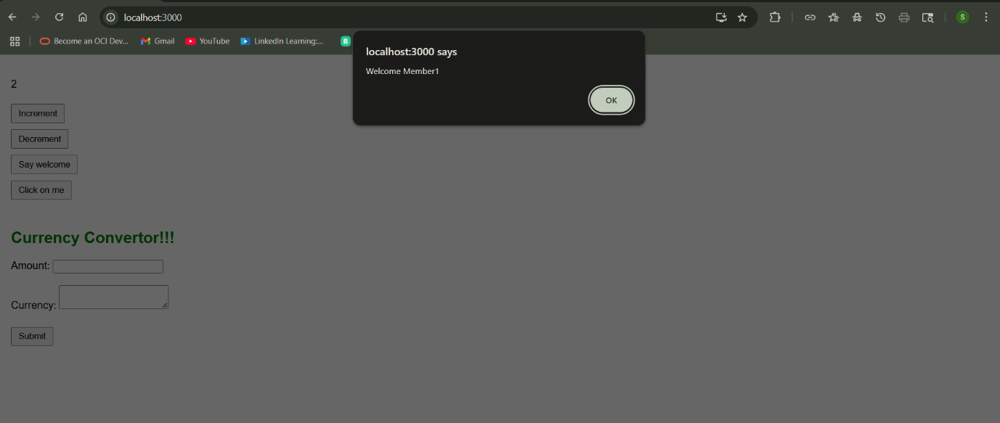 localhost:3000
S
Become an OCI Dev...
Gmail
YouTube
LinkedIn Learning:...
B
localhost:3000 says
Welcome Member1
OK
2
Increment
Decrement
Say welcome
Click on me
Currency Convertor!!!
Amount:
Currency:
Submit